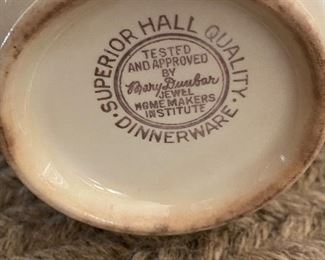 SUPERIOR HALL QUALITY
DINNERWARE
TESTED
AND APPROVED
BY
Mary Dunbar
JEWEL
HOMEMAKERS
INSTITUTE